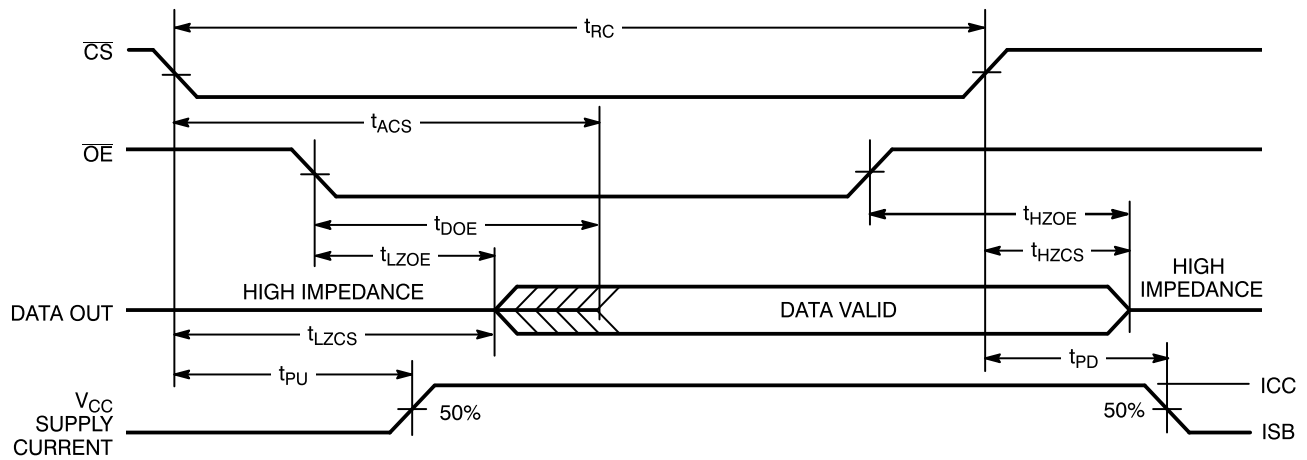 tRC
CS
tACS
OE
tDOE
tHZOE
tLZOE
tHZCS
HIGH IMPEDANCE
HIGH
IMPEDANCE
DATA OUT
DATA VALID
tLZCS
tPU
tPD
VCC
SUPPLY
CURRENT
50%
50%
ICC
ISB